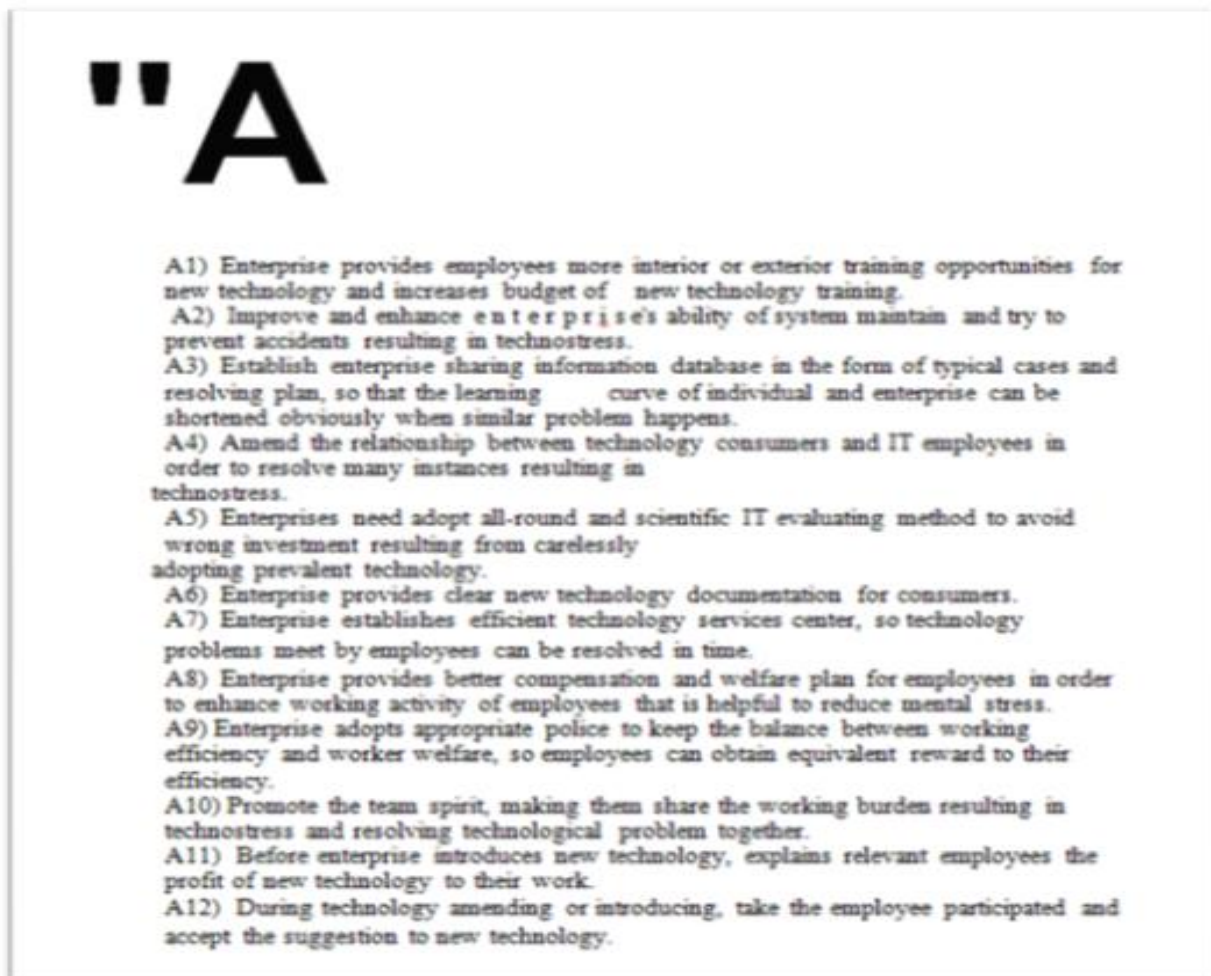 "A
A1) Enterprise provides employees more interior or exterior training opportunities for
new technology and increases budget of new technology training.
A2) Improve and enhance enterprise's ability of system maintain and try to
prevent accidents resulting in technostress.
A3) Establish enterprise sharing information database in the form of typical cases and
resolving plan, so that the learning curve of individual and enterprise can be
shortened obviously when similar problem happens.
A4) Amend the relationship between technology consumers and IT employees in
order to resolve many instances resulting in
technostress.
A5) Enterprises need adopt all-round and scientific IT evaluating method to avoid
wrong investment resulting from carelessly
adopting prevalent technology.
A6) Enterprise provides clear new technology documentation for consumers.
A7) Enterprise establishes efficient technology services center, so technology
problems meet by employees can be resolved in time.
A8) Enterprise provides better compensation and welfare plan for employees in order
to enhance working activity of employees that is helpful to reduce mental stress.
A9) Enterprise adopts appropriate police to keep the balance between working
efficiency and worker welfare, so employees can obtain equivalent reward to their
efficiency.
A10) Promote the team spirit, making them share the working burden resulting in
technostress and resolving technological problem together.
A11) Before enterprise introduces new technology, explains relevant employees the
profit of new technology to their work.
A12) During technology amending or introducing, take the employee participated and
accept the suggestion to new technology.